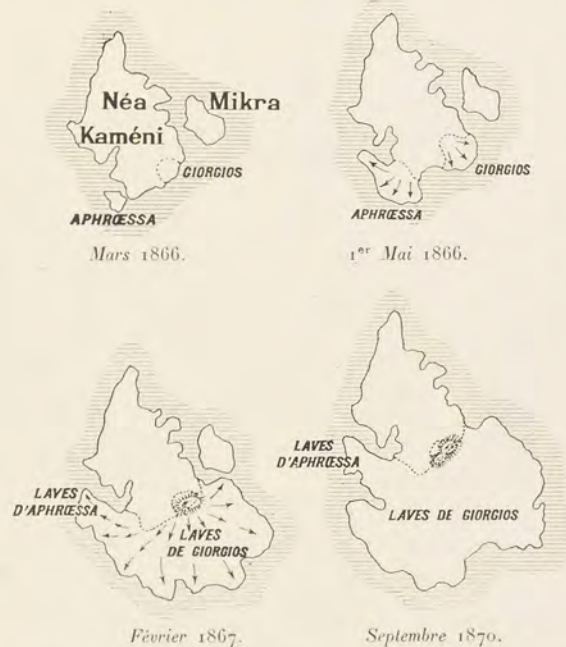 Néa
Kaméni
Mikra
GIORGIOS
APHRŒSSA
Mars 1866.
GIORGIOS
APHRŒSSA
1er Mai 1866.
LAVES
D'APHRŒSSA
LAVES
DE GIORGIOS
Février 1867.
LAVES
D'APHRŒSSA
LAVES DE GIORGIOS
Septembre 1870.